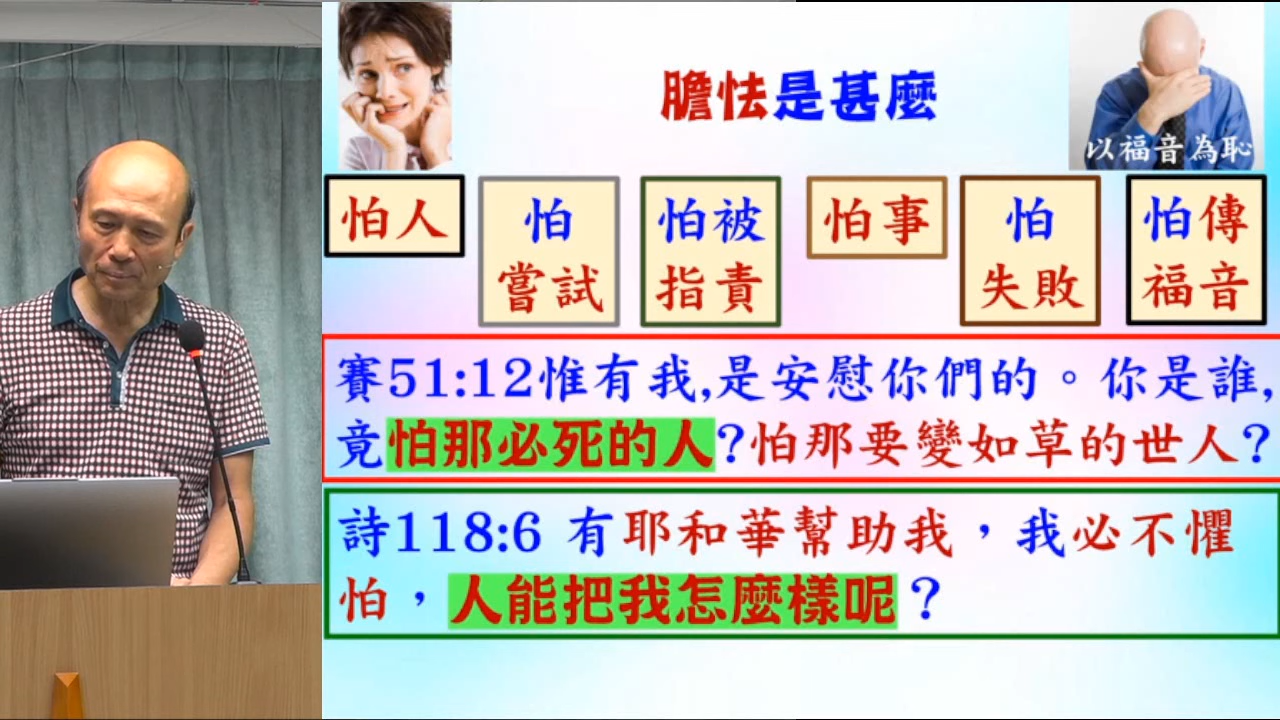 膽怯是甚麼
以福音為恥
怕人
怕
嘗試
怕被
指責
怕事
怕
失敗
怕傳
福音
賽51:12惟有我,是安慰你們的。你是誰,
竟怕那必死的人?怕那要變如草的世人?
詩118:6 有耶和華幫助我，我必不懼
怕，人能把我怎麼樣呢？